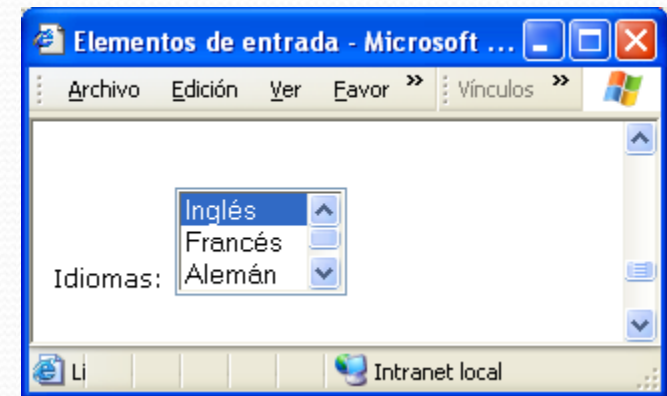 Elementos de entrada - Microsoft ...
Archivo Edición Ver Favor » Vínculos »
Inglés
Francés
Idiomas: Alemán
Li Intranet local